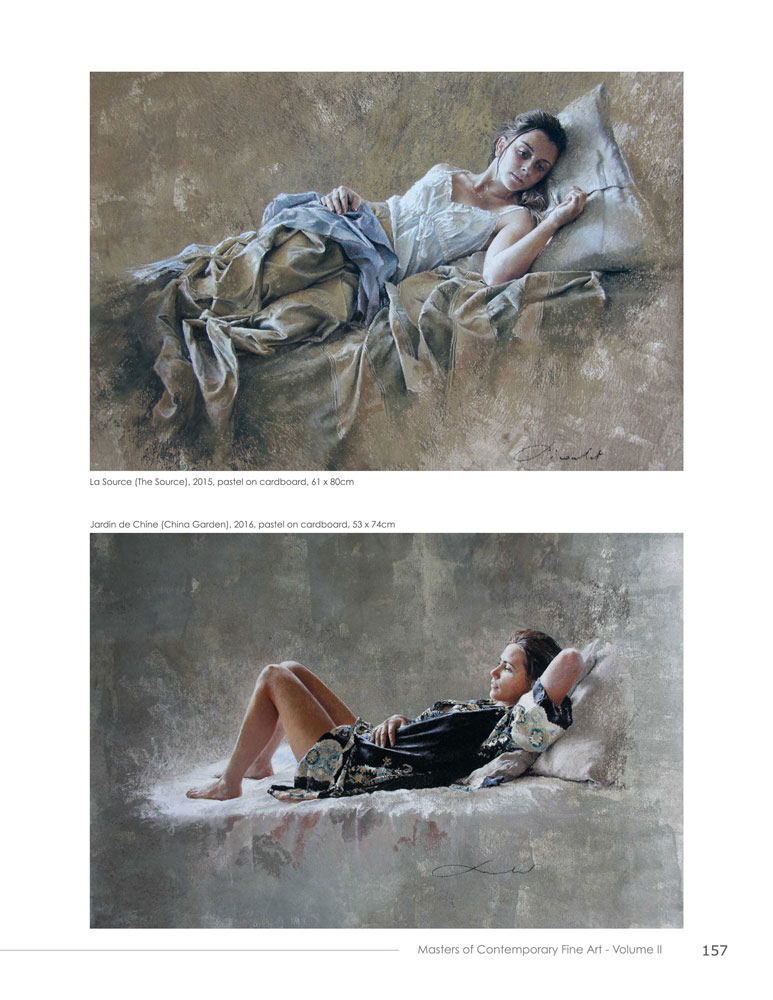 La Source (The Source), 2015, pastel on cardboard, 61 x 80cm
Jardin de Chine (China Garden), 2016, pastel on cardboard, 53 x 74cm
Masters of Contemporary Fine Art - Volume II 157